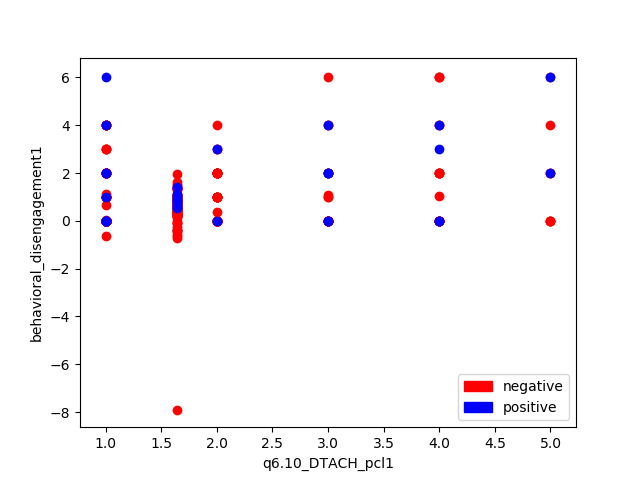 behavioral_disengagement1
6
4
2
0
−2
−4
−6
−8
negative
positive
1.0 1.5 2.0 2.5 3.0 3.5 4.0 4.5 5.0
q6.10_DTACH_pcl1